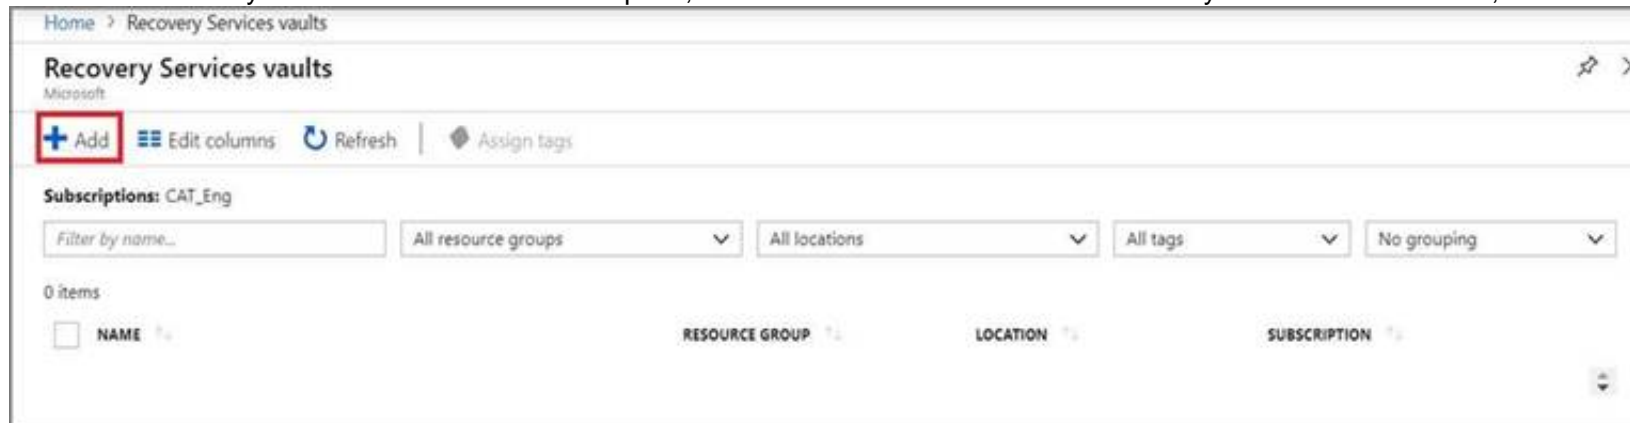 Home > Recovery Services vaults
Recovery Services vaults
Microsoft
Add Edit columns Refresh Assign tags
Subscriptions: CAT_Eng
Filter by name... All resource groups All locations All tags No grouping
0 items
NAME RESOURCE GROUP LOCATION SUBSCRIPTION